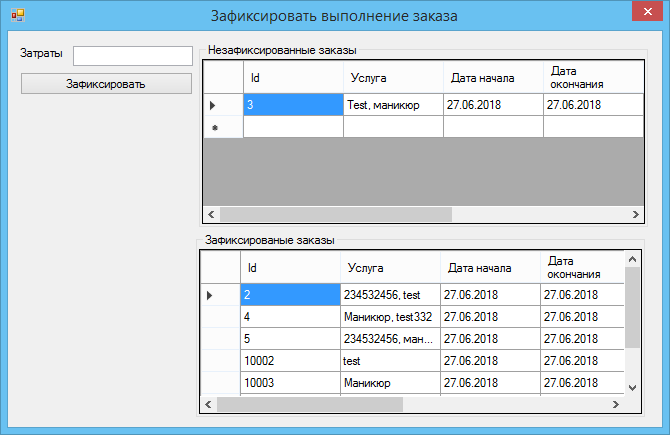 Зафиксировать выполнение заказа
Затраты
Зафиксировать
Незафиксированные заказы
Id Услуга Дата начала Дата окончания
3 Test, маникюр 27.06.2018 27.06.2018
Зафиксированые заказы
Id Услуга Дата начала Дата окончания
2 234532456, test 27.06.2018 27.06.2018
4 Маникюр, test332 27.06.2018 27.06.2018
5 234532456, ман... 27.06.2018 27.06.2018
10002 test 27.06.2018 27.06.2018
10003 Маникюр 27.06.2018 27.06.2018